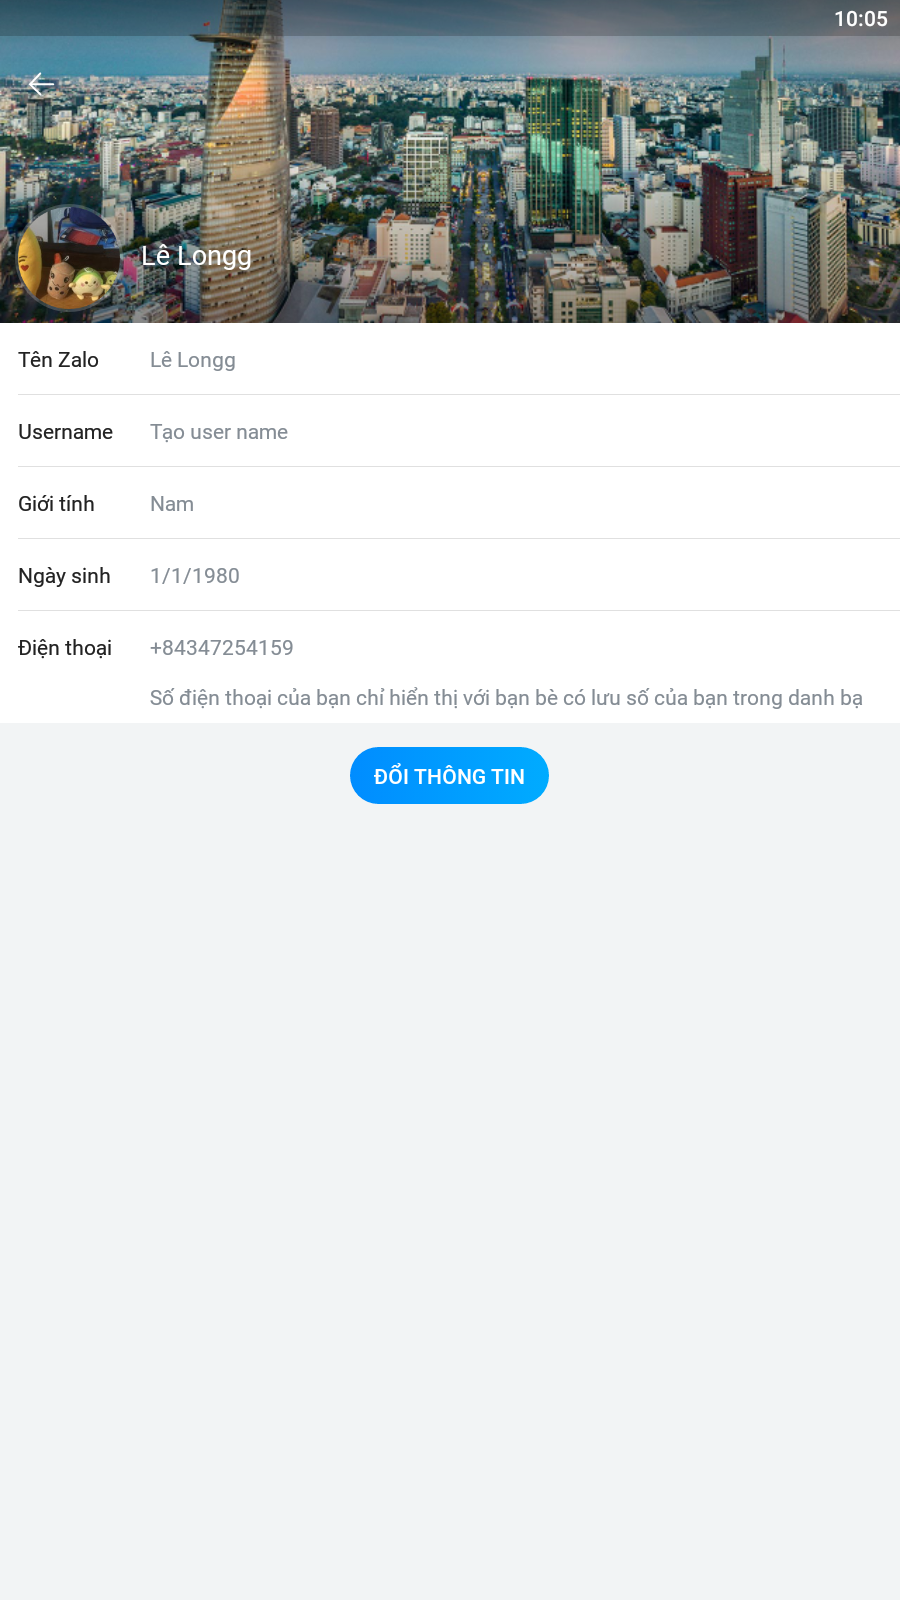 10:05
Lê Longg
Tên Zalo Lê Longg
Username Tạo user name
Giới tính Nam
Ngày sinh 1/1/1980
Điện thoại +84347254159
Số điện thoại của bạn chỉ hiển thị với bạn bè có lưu số của bạn trong danh bạ
ĐỔI THÔNG TIN